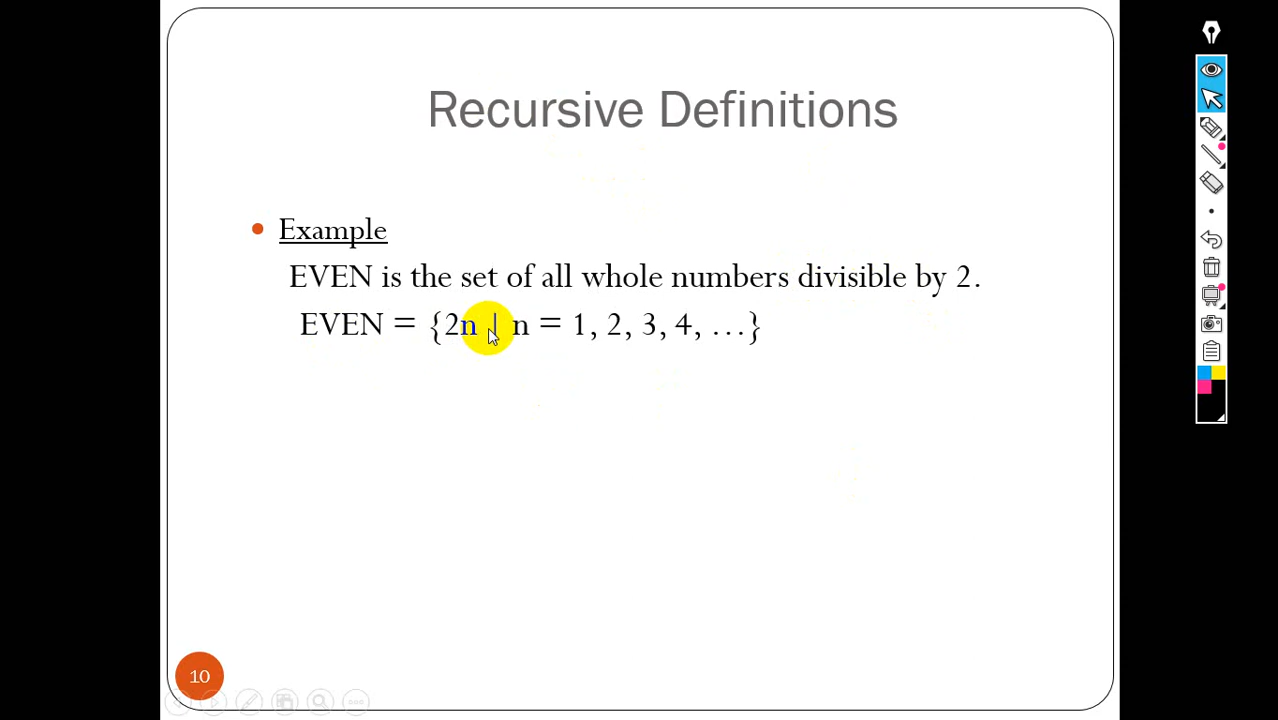 Recursive Definitions
• Example
EVEN is the set of all whole numbers divisible by 2.
EVEN = {2n | n = 1, 2, 3, 4, …}
10